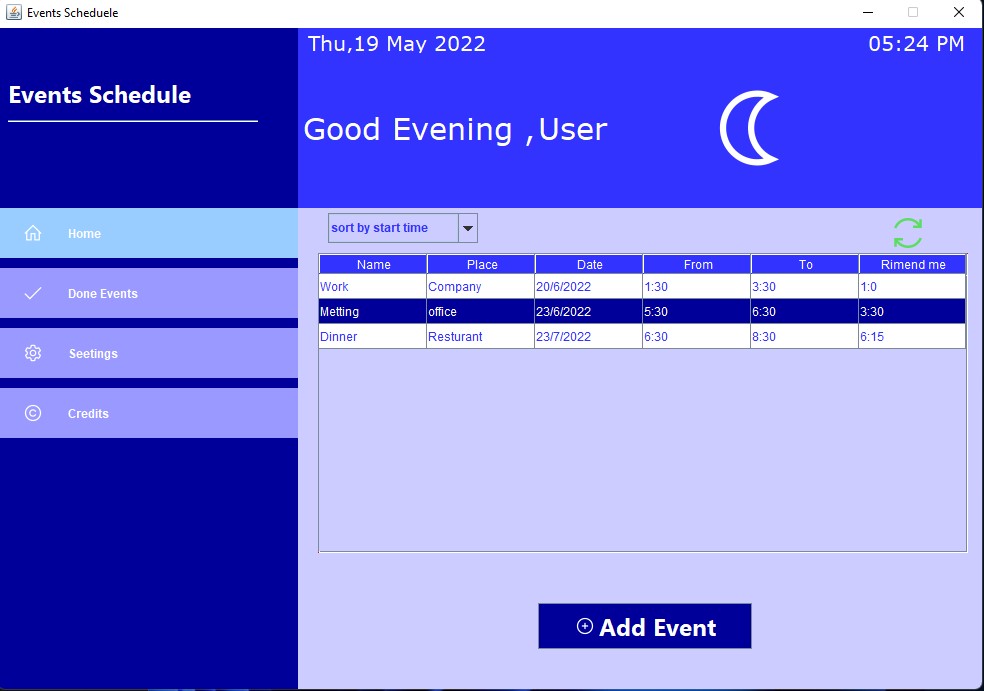 Events Scheduele
Thu,19 May 2022 05:24 PM
Events Schedule
Good Evening ,User
Home
Done Events
Seetings
Credits
sort by start time
Name Place Date From To Rimend me
Work Company 20/6/2022 1:30 3:30 1:0
Metting office 23/6/2022 5:30 6:30 3:30
Dinner Resturant 23/7/2022 6:30 8:30 6:15
Add Event